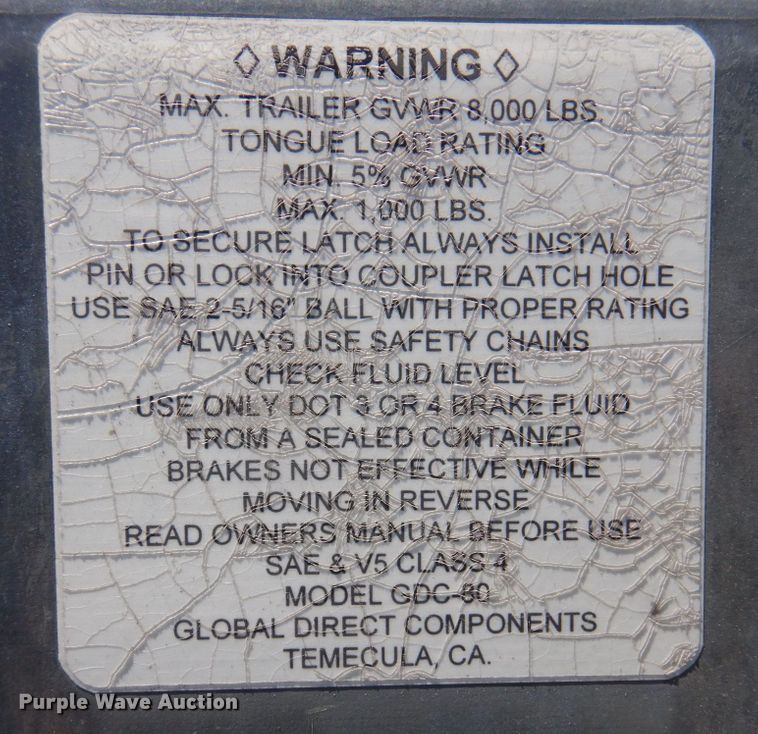 ◊ WARNING ◊
MAX. TRAILER GVWR 8,000 LBS.
TONGUE LOAD RATING
MIN. 5% GVWR
MAX. 1,000 LBS.
TO SECURE LATCH ALWAYS INSTALL
PIN OR LOCK INTO COUPLER LATCH HOLE
USE SAE 2-5/16" BALL WITH PROPER RATING
ALWAYS USE SAFETY CHAINS
CHECK FLUID LEVEL
USE ONLY DOT 3 OR 4 BRAKE FLUID
FROM A SEALED CONTAINER
BRAKES NOT EFFECTIVE WHILE
MOVING IN REVERSE
READ OWNERS MANUAL BEFORE USE
SAE & V5 CLASS 4
MODEL GDC-80
GLOBAL DIRECT COMPONENTS
TEMECULA, CA.
Purple Wave Auction